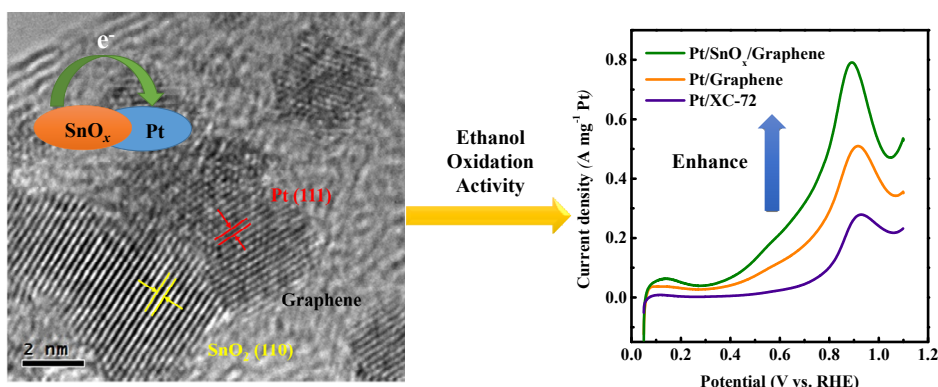 e-
SnOx
Pt
Pt (111)
Graphene
SnO2 (110)
2 nm
Ethanol
Oxidation
Activity
Current density (A mg-1 Pt)
0.8
0.6
0.4
0.2
0.0
Pt/SnOx/Graphene
Pt/Graphene
Pt/XC-72
Enhance
0.0 0.2 0.4 0.6 0.8 1.0 1.2
Potential (V vs. RHE)